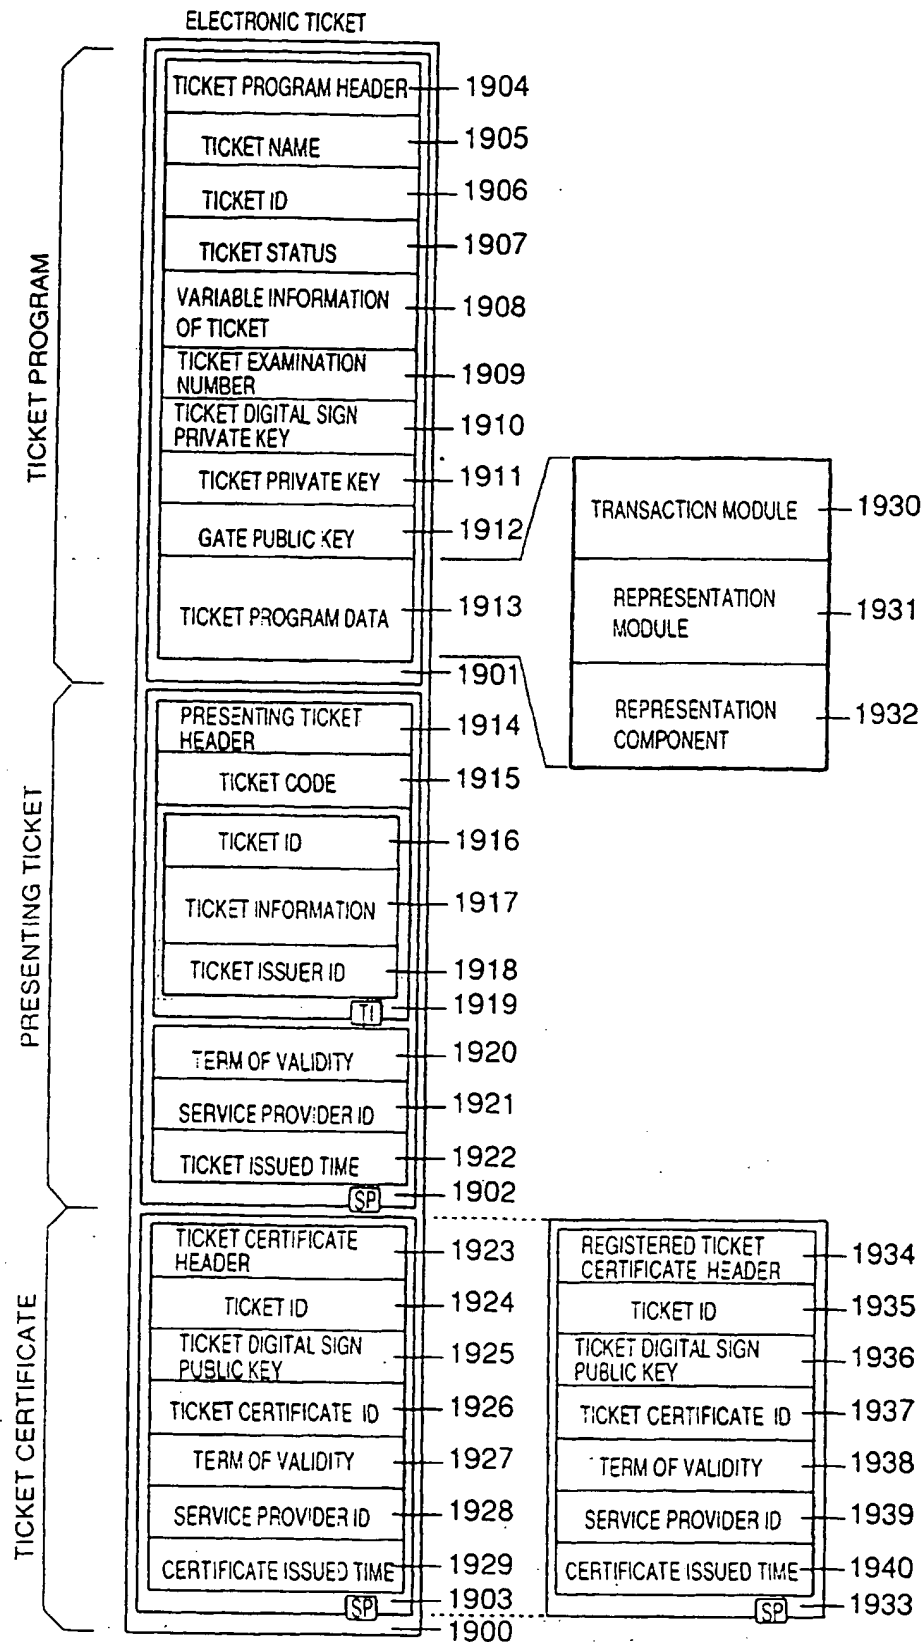 ELECTRONIC TICKET
TICKET PROGRAM
TICKET PROGRAM HEADER 1904
TICKET NAME 1905
TICKET ID 1906
TICKET STATUS 1907
VARIABLE INFORMATION
OF TICKET 1908
TICKET EXAMINATION
NUMBER 1909
TICKET DIGITAL SIGN
PRIVATE KEY 1910
TICKET PRIVATE KEY 1911
GATE PUBLIC KEY 1912
TICKET PROGRAM DATA 1913
1901
TRANSACTION MODULE 1930
REPRESENTATION
MODULE 1931
REPRESENTATION
COMPONENT 1932
PRESENTING TICKET
PRESENTING TICKET
HEADER 1914
TICKET CODE 1915
TICKET ID 1916
TICKET INFORMATION 1917
TICKET ISSUER ID 1918
TI 1919
TERM OF VALIDITY 1920
SERVICE PROVIDER ID 1921
TICKET ISSUED TIME 1922
SP 1902
TICKET CERTIFICATE
TICKET CERTIFICATE
HEADER 1923
TICKET ID 1924
TICKET DIGITAL SIGN
PUBLIC KEY 1925
TICKET CERTIFICATE ID 1926
TERM OF VALIDITY 1927
SERVICE PROVIDER ID 1928
CERTIFICATE ISSUED TIME 1929
SP 1903
1900
REGISTERED TICKET
CERTIFICATE HEADER 1934
TICKET ID 1935
TICKET DIGITAL SIGN
PUBLIC KEY 1936
TICKET CERTIFICATE ID 1937
TERM OF VALIDITY 1938
SERVICE PROVIDER ID 1939
CERTIFICATE ISSUED TIME 1940
SP 1933